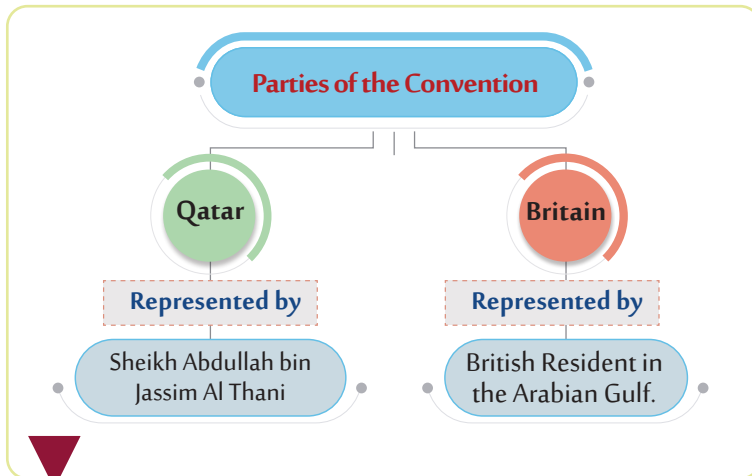 Parties of the Convention
Qatar
Britain
Represented by
Represented by
Sheikh Abdullah bin
Jassim Al Thani
British Resident in
the Arabian Gulf.